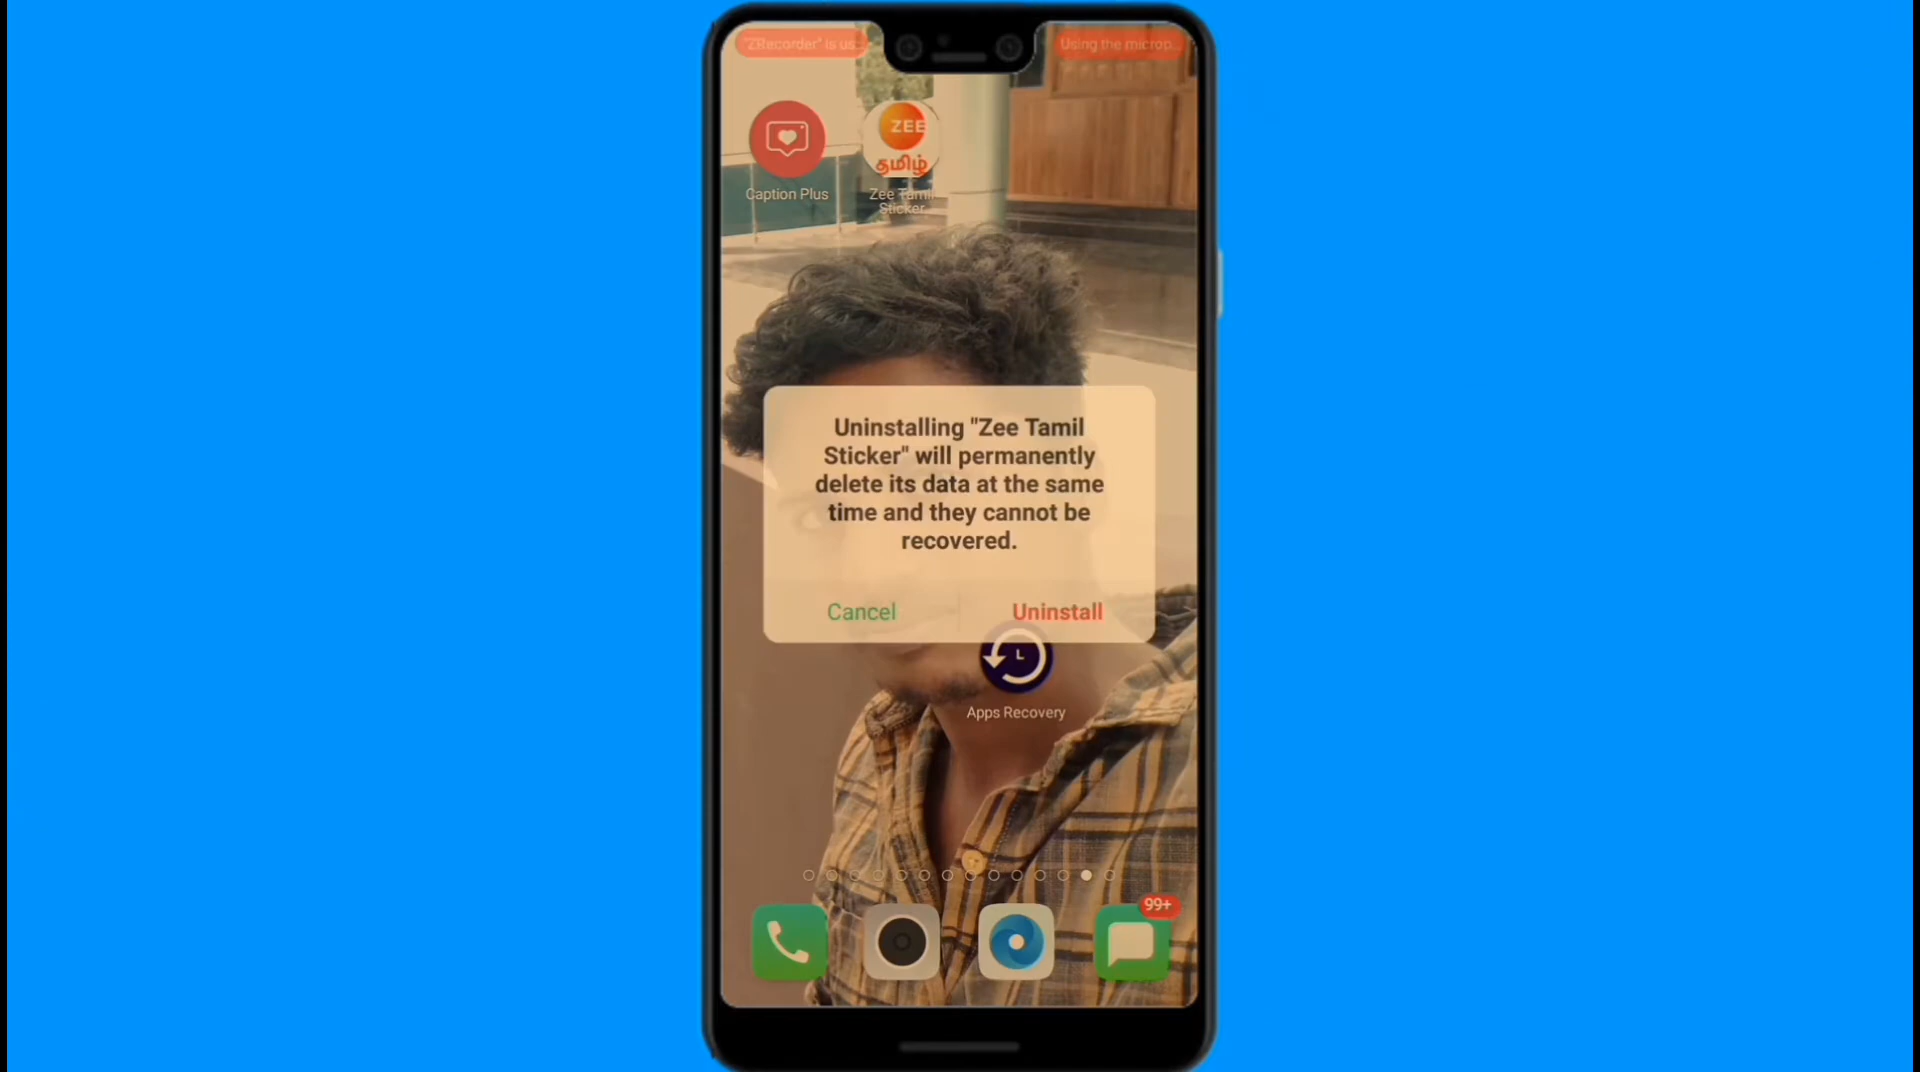 "ZRecorder" is us...
Using the microp...
ZEE
தமிழ்
Caption Plus
Zee Tamil
Sticker
Uninstalling "Zee Tamil
Sticker" will permanently
delete its data at the same
time and they cannot be
recovered.
Cancel
Uninstall
L
Apps Recovery
99+